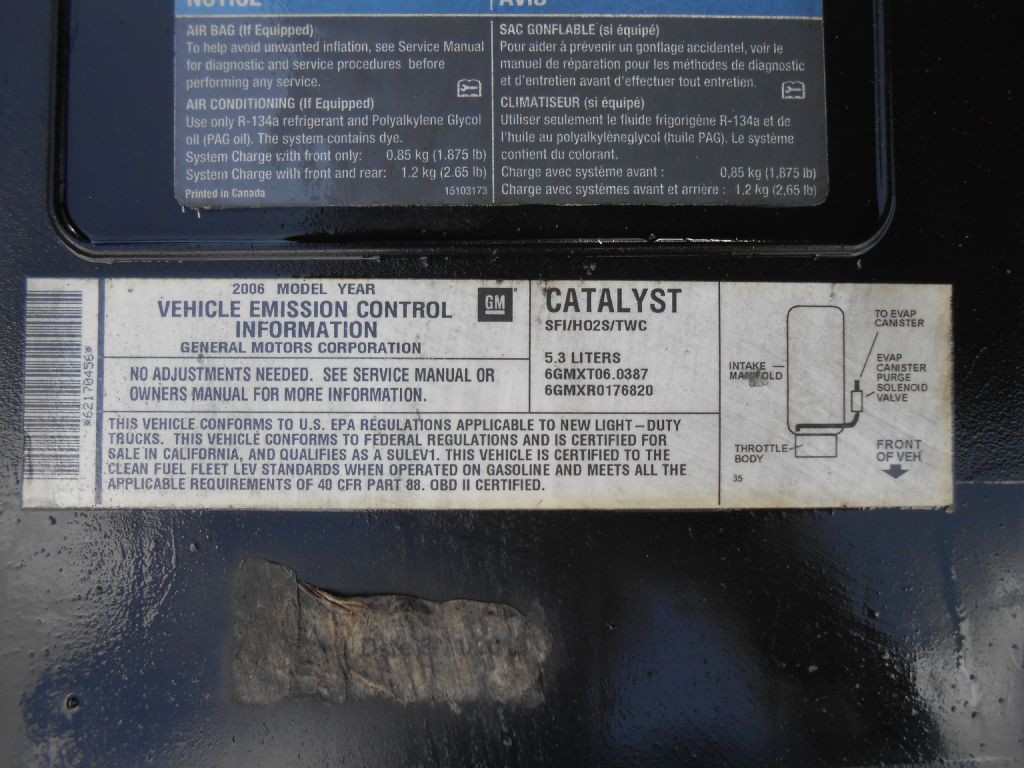 NOTICE
AVIS
AIR BAG (If Equipped)
To help avoid unwanted inflation, see Service Manual
for diagnostic and service procedures before
performing any service.
AIR CONDITIONING (If Equipped)
Use only R-134a refrigerant and Polyalkylene Glycol
oil (PAG oil). The system contains dye.
System Charge with front only: 0.85 kg (1.875 lb)
System Charge with front and rear: 1.2 kg (2.65 lb)
Printed in Canada 15103173
SAC GONFLABLE (si équipé)
Pour aider à prévenir un gonflage accidentel, voir le
manuel de réparation pour les méthodes de diagnostic
et d'entretien avant d'effectuer tout entretien.
CLIMATISEUR (si équipé)
Utiliser seulement le fluide frigorigène R-134a et de
l'huile au polyalkylèneglycol (huile PAG). Le système
contient du colorant.
Charge avec système avant : 0,85 kg (1,875 lb)
Charge avec systèmes avant et arrière : 1,2 kg (2,65 lb)
*62170456*
2006 MODEL YEAR
VEHICLE EMISSION CONTROL
INFORMATION
GENERAL MOTORS CORPORATION
GM
NO ADJUSTMENTS NEEDED. SEE SERVICE MANUAL OR
OWNERS MANUAL FOR MORE INFORMATION.
CATALYST
SFI/HO2S/TWC
5.3 LITERS
6GMXT06.0387
6GMXR0176820
THIS VEHICLE CONFORMS TO U.S. EPA REGULATIONS APPLICABLE TO NEW LIGHT-DUTY
TRUCKS. THIS VEHICLE CONFORMS TO FEDERAL REGULATIONS AND IS CERTIFIED FOR
SALE IN CALIFORNIA, AND QUALIFIES AS A SULEV1. THIS VEHICLE IS CERTIFIED TO THE
CLEAN FUEL FLEET LEV STANDARDS WHEN OPERATED ON GASOLINE AND MEETS ALL THE
APPLICABLE REQUIREMENTS OF 40 CFR PART 88. OBD II CERTIFIED.
TO EVAP
CANISTER
INTAKE
MANIFOLD
EVAP
CANISTER
PURGE
SOLENOID
VALVE
THROTTLE
BODY
FRONT
OF VEH
35